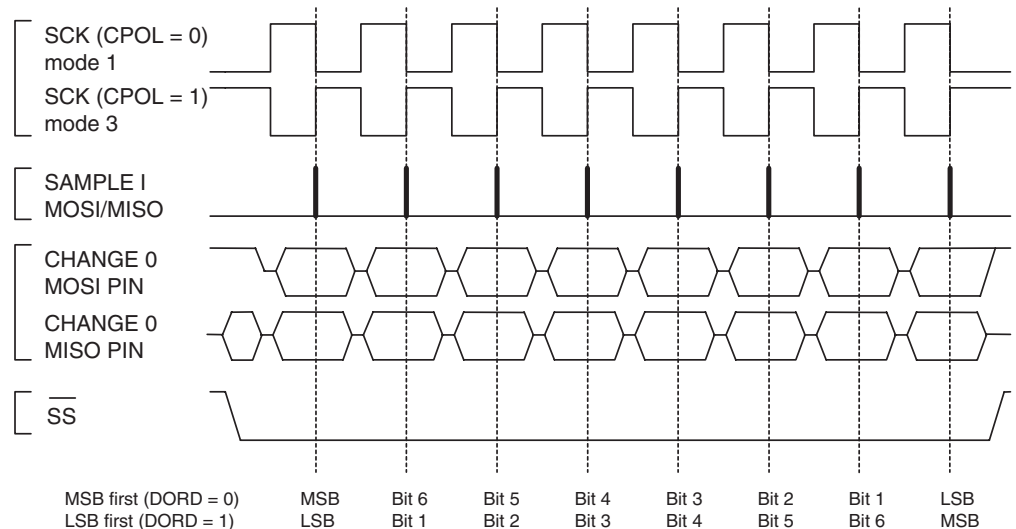 SCK (CPOL = 0)
mode 1
SCK (CPOL = 1)
mode 3
SAMPLE I
MOSI/MISO
CHANGE 0
MOSI PIN
CHANGE 0
MISO PIN
SS
MSB first (DORD = 0) MSB Bit 6 Bit 5 Bit 4 Bit 3 Bit 2 Bit 1 LSB
LSB first (DORD = 1) LSB Bit 1 Bit 2 Bit 3 Bit 4 Bit 5 Bit 6 MSB